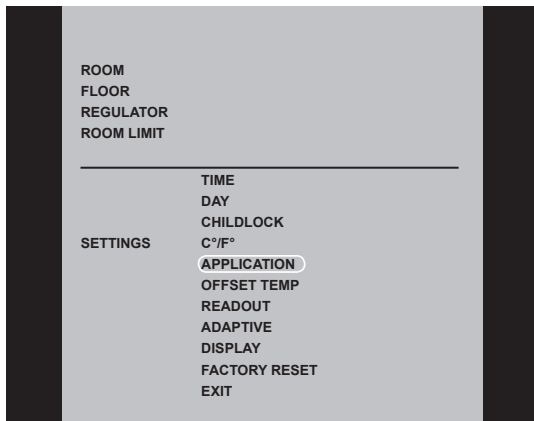 ROOM
FLOOR
REGULATOR
ROOM LIMIT
TIME
DAY
CHILDLOCK
SETTINGS C°/F°
APPLICATION
OFFSET TEMP
READOUT
ADAPTIVE
DISPLAY
FACTORY RESET
EXIT